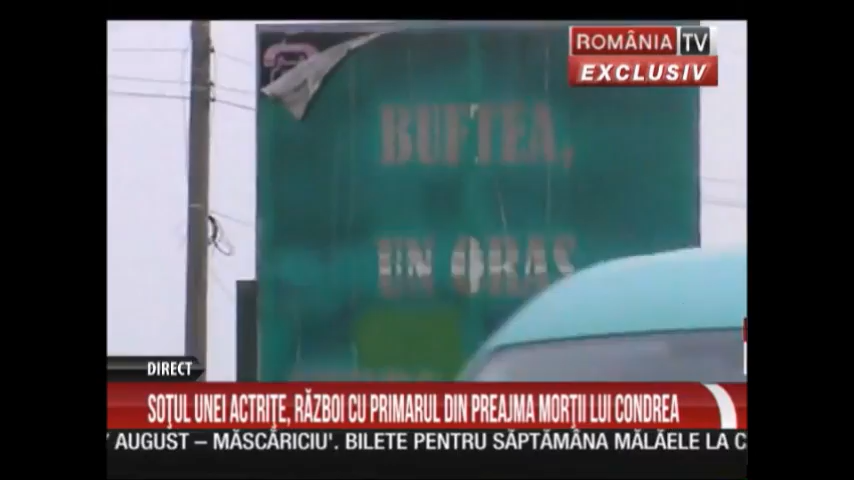 ROMÂNIA TV
EXCLUSIV
BUFTEA,
UN ORAȘ
DIRECT
SOȚUL UNEI ACTRIȚE, RĂZBOI CU PRIMARUL DIN PREAJMA MORȚII LUI CONDREA
AUGUST – MĂSCĂRICIU'. BILETE PENTRU SĂPTĂMÂNA MĂLĂELE LA C